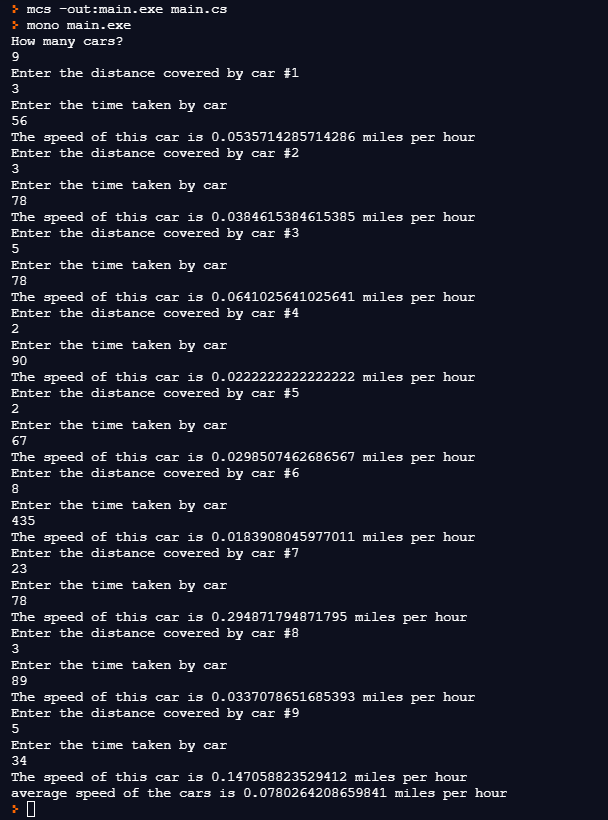 mcs -out:main.exe main.cs
mono main.exe
How many cars?
9
Enter the distance covered by car #1
3
Enter the time taken by car
56
The speed of this car is 0.0535714285714286 miles per hour
Enter the distance covered by car #2
3
Enter the time taken by car
78
The speed of this car is 0.0384615384615385 miles per hour
Enter the distance covered by car #3
5
Enter the time taken by car
78
The speed of this car is 0.0641025641025641 miles per hour
Enter the distance covered by car #4
2
Enter the time taken by car
90
The speed of this car is 0.0222222222222222 miles per hour
Enter the distance covered by car #5
2
Enter the time taken by car
67
The speed of this car is 0.0298507462686567 miles per hour
Enter the distance covered by car #6
8
Enter the time taken by car
435
The speed of this car is 0.0183908045977011 miles per hour
Enter the distance covered by car #7
23
Enter the time taken by car
78
The speed of this car is 0.294871794871795 miles per hour
Enter the distance covered by car #8
3
Enter the time taken by car
89
The speed of this car is 0.0337078651685393 miles per hour
Enter the distance covered by car #9
5
Enter the time taken by car
34
The speed of this car is 0.147058823529412 miles per hour
average speed of the cars is 0.0780264208659841 miles per hour